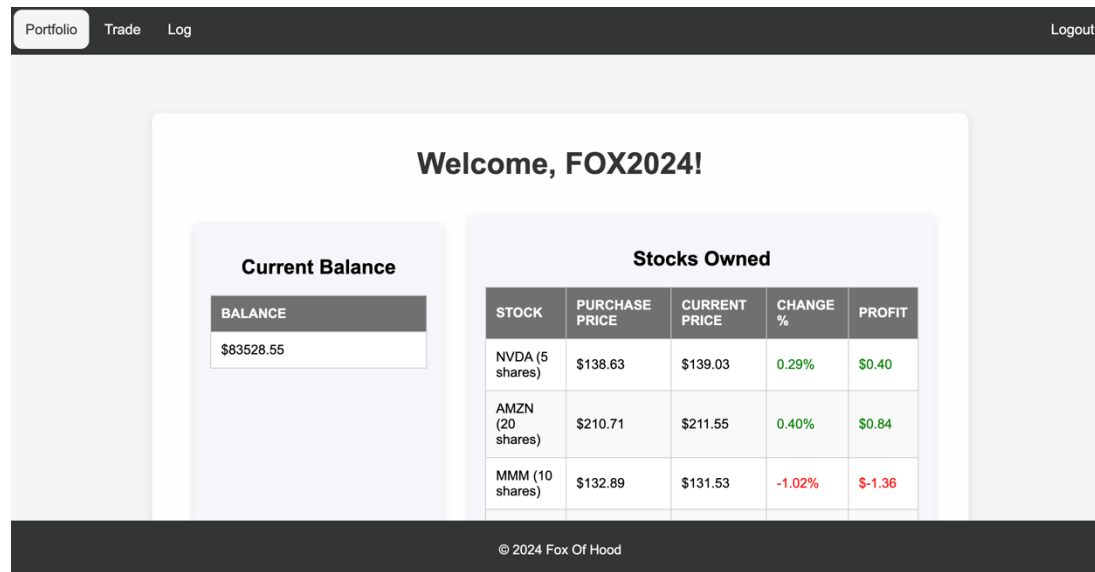 Portfolio Trade Log Logout
Welcome, FOX2024!
Current Balance
BALANCE
$83528.55
Stocks Owned
STOCK PURCHASE PRICE CURRENT PRICE CHANGE % PROFIT
NVDA (5 shares) $138.63 $139.03 0.29% $0.40
AMZN (20 shares) $210.71 $211.55 0.40% $0.84
MMM (10 shares) $132.89 $131.53 -1.02% $-1.36
© 2024 Fox Of Hood